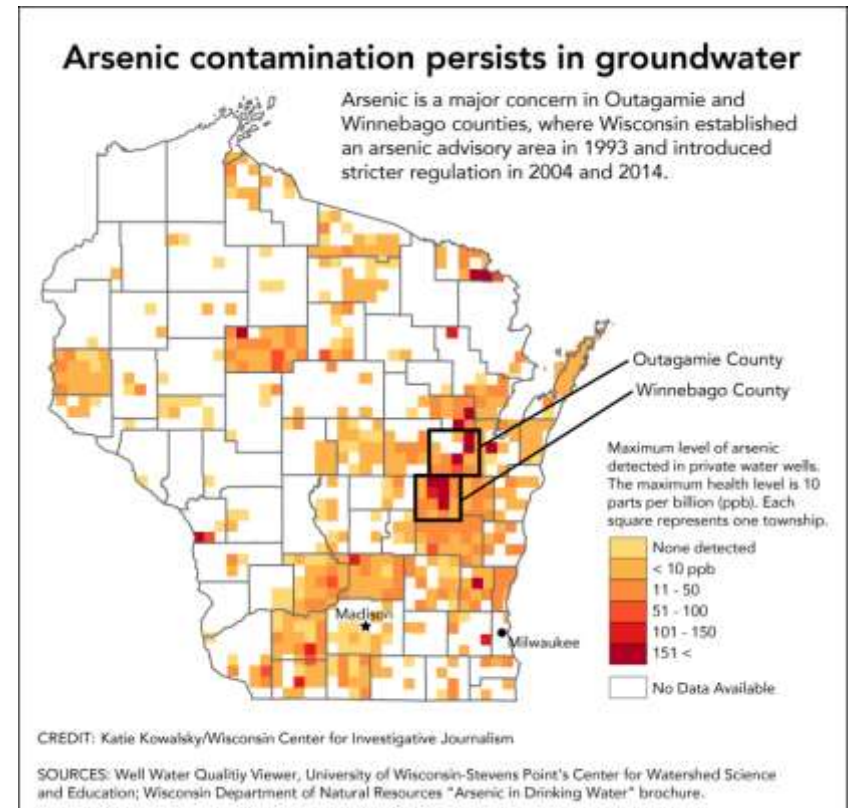 Arsenic contamination persists in groundwater
Arsenic is a major concern in Outagamie and
Winnebago counties, where Wisconsin established
an arsenic advisory area in 1993 and introduced
stricter regulation in 2004 and 2014.
Outagamie County
Winnebago County
Maximum level of arsenic
detected in private water wells.
The maximum health level is 10
parts per billion (ppb). Each
square represents one township.
None detected
< 10 ppb
11 - 50
51 - 100
101 - 150
151 <
No Data Available
Madison
Milwaukee
CREDIT: Katie Kowalsky/Wisconsin Center for Investigative Journalism
SOURCES: Well Water Qualitiy Viewer, University of Wisconsin-Stevens Point's Center for Watershed Science
and Education; Wisconsin Department of Natural Resources "Arsenic in Drinking Water" brochure.